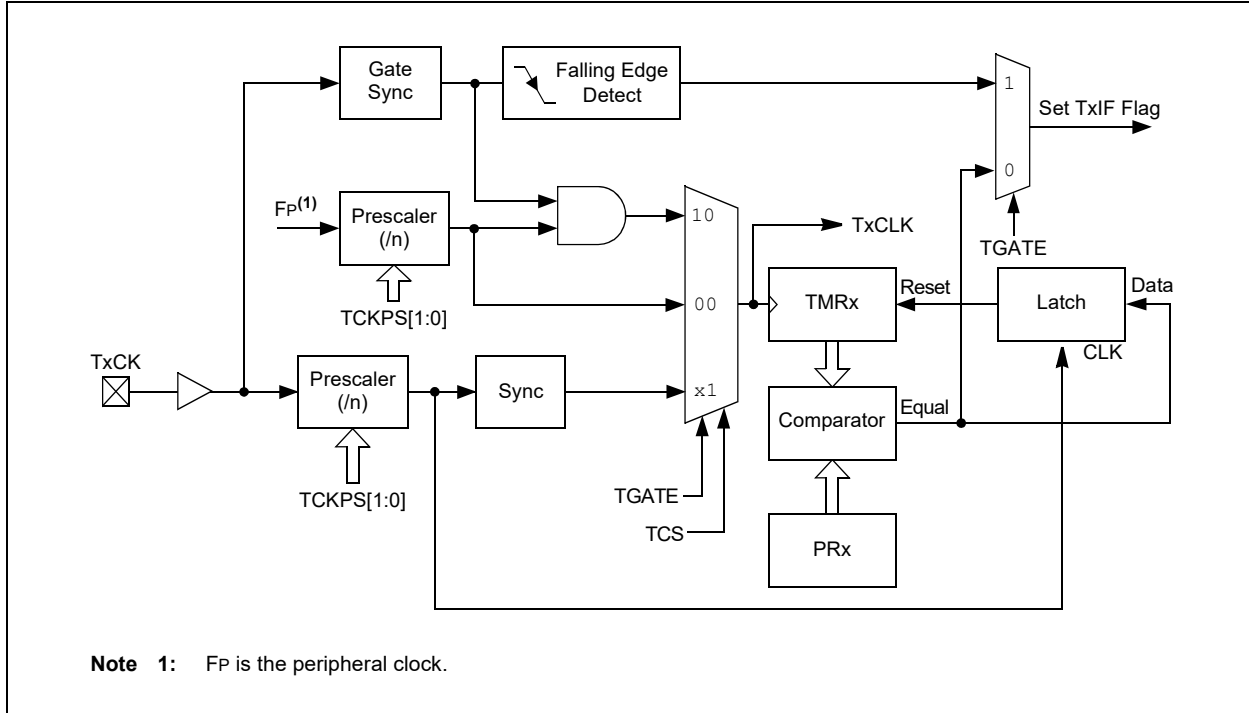 Gate
Sync
Falling Edge
Detect
1
Set TxIF Flag
0
FP(1)
Prescaler
(/n)
10
TxCLK
TGATE
TCKPS[1:0]
00
TMRx
Reset
Latch
Data
CLK
TxCK
Prescaler
(/n)
Sync
x1
Comparator
Equal
TCKPS[1:0]
TGATE
TCS
PRx
Note 1: FP is the peripheral clock.